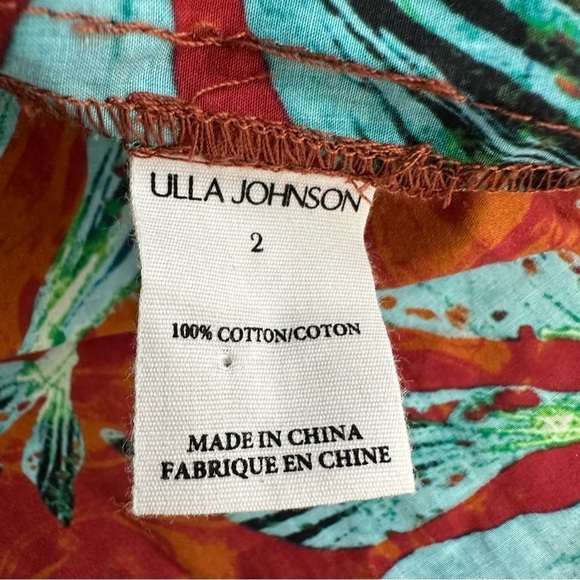 ULLA JOHNSON
2
100% COTTON/COTON
MADE IN CHINA
FABRIQUE EN CHINE